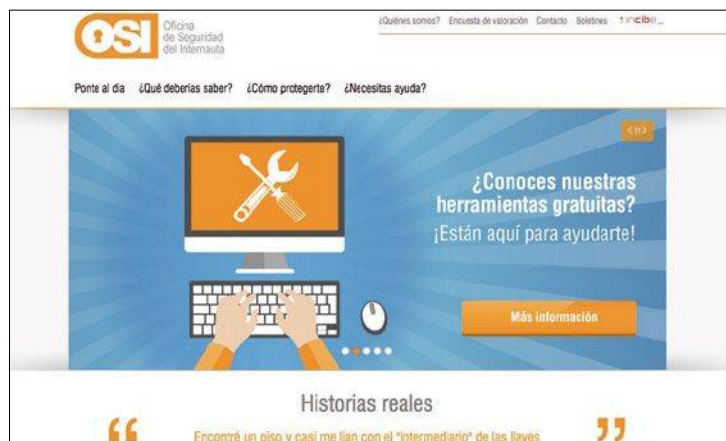 OSI
Oficina
de Seguridad
del Internauta
¿Quiénes somos? Encuesta de valoración Contacto Boletines incibe_
Ponte al día ¿Qué deberías saber? ¿Cómo protegerte? ¿Necesitas ayuda?
¿Conoces nuestras
herramientas gratuitas?
¡Están aquí para ayudarte!
Más información
Historias reales
“ Encontré un piso y casi me lían con el "intermediario" de las llaves ”